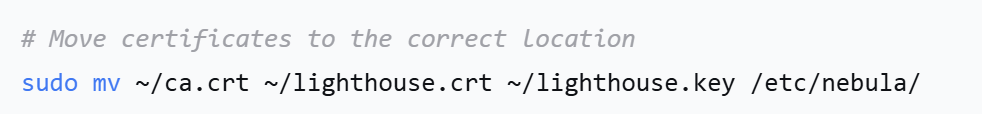 # Move certificates to the correct location
sudo mv ~/ca.crt ~/lighthouse.crt ~/lighthouse.key /etc/nebula/